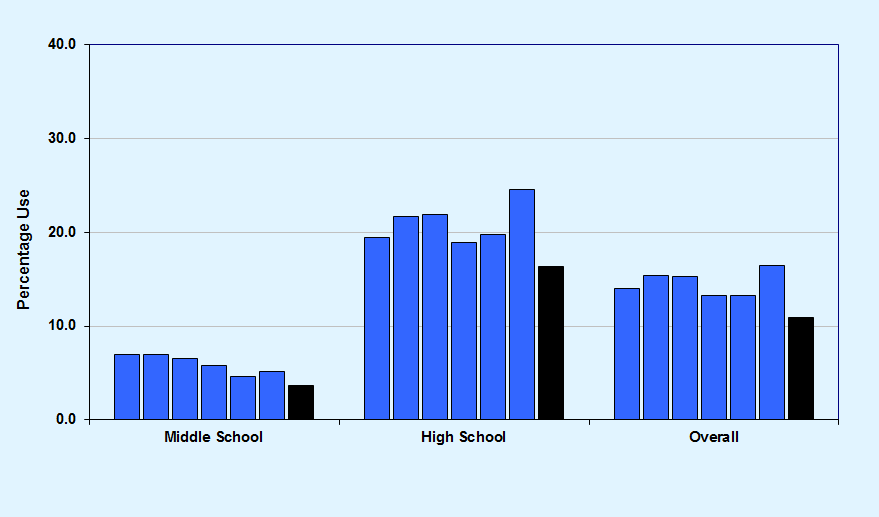 40.0
30.0
20.0
10.0
0.0
Percentage Use
Middle School
High School
Overall